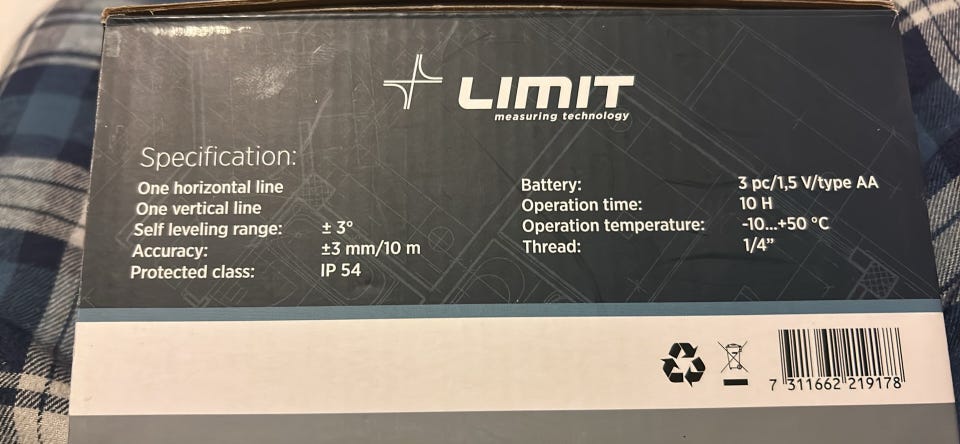 LIMIT
measuring technology
Specification:
One horizontal line
One vertical line
Self leveling range: ± 3°
Accuracy: ±3 mm/10 m
Protected class: IP 54
Battery: 3 pc/1,5 V/type AA
Operation time: 10 H
Operation temperature: -10...+50 °C
Thread: 1/4”
7 311662 219178